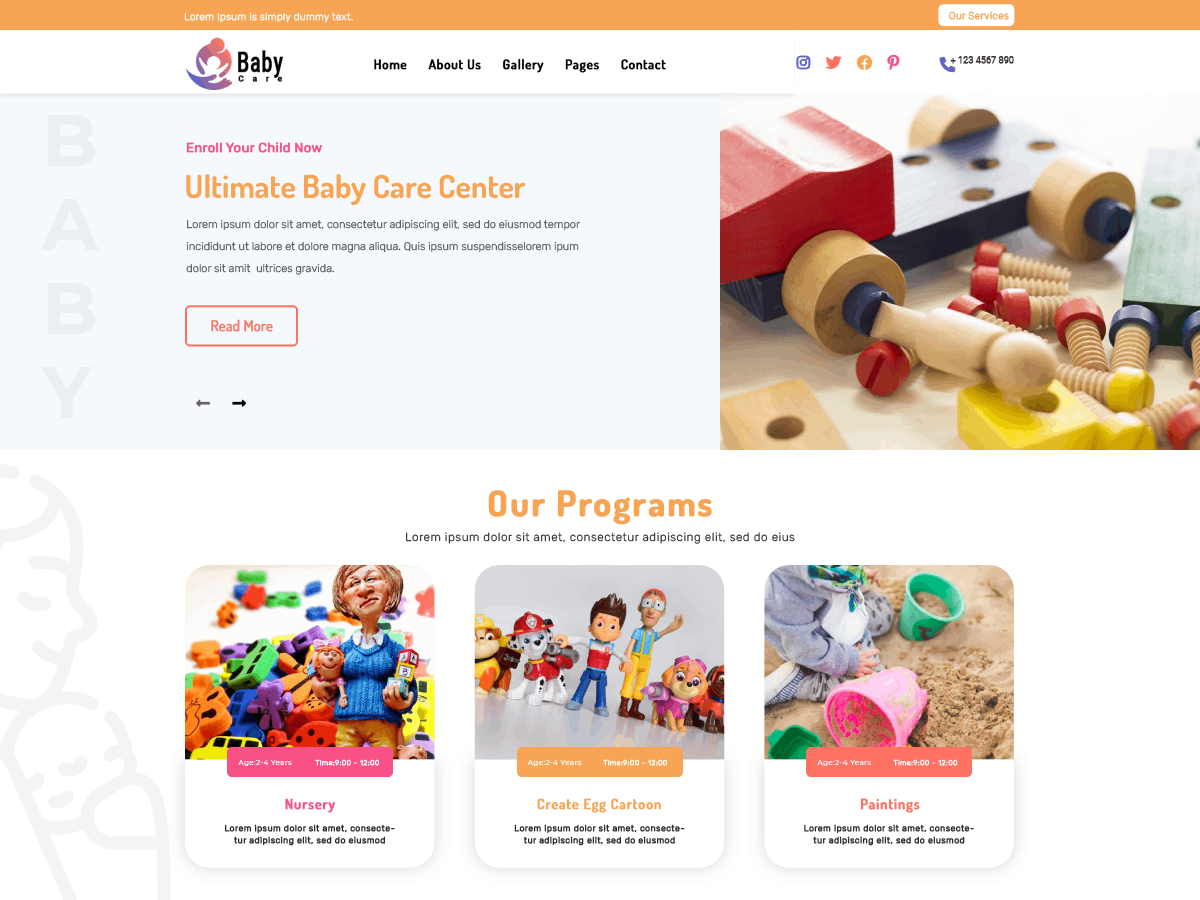 Lorem Ipsum is simply dummy text.
Our Services
Baby
Care
Home
About Us
Gallery
Pages
Contact
+ 123 4567 890
B
A
B
Y
Enroll Your Child Now
Ultimate Baby Care Center
Lorem ipsum dolor sit amet, consectetur adipiscing elit, sed do eiusmod tempor
incididunt ut labore et dolore magna aliqua. Quis ipsum suspendisselorem ipum
dolor sit amit ultrices gravida.
Read More
Our Programs
Lorem ipsum dolor sit amet, consectetur adipiscing elit, sed do eius
Age:2-4 Years
Time:9:00 - 12:00
Nursery
Lorem ipsum dolor sit amet, consecte-
tur adipiscing elit, sed do eiusmod
Age:2-4 Years
Time:9:00 - 12:00
Create Egg Cartoon
Lorem ipsum dolor sit amet, consecte-
tur adipiscing elit, sed do eiusmod
Age:2-4 Years
Time:9:00 - 12:00
Paintings
Lorem ipsum dolor sit amet, consecte-
tur adipiscing elit, sed do eiusmod